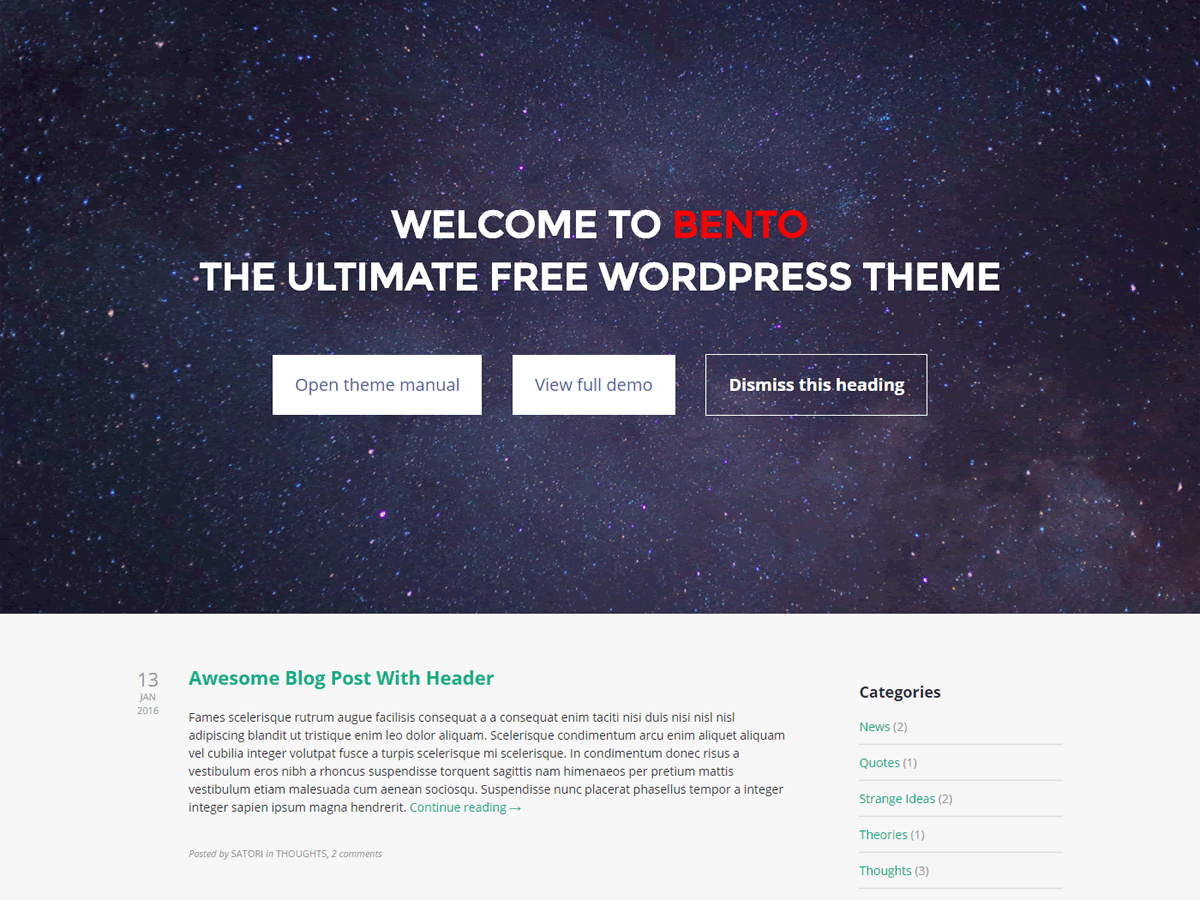 WELCOME TO BENTO
THE ULTIMATE FREE WORDPRESS THEME
Open theme manual
View full demo
Dismiss this heading
13
JAN
2016
Awesome Blog Post With Header
Fames scelerisque rutrum augue facilisis consequat a a consequat enim taciti nisi duis nisi nisl nisl
adipiscing blandit ut tristique enim leo dolor aliquam. Scelerisque condimentum arcu enim aliquet aliquam
vel cubilia integer volutpat fusce a turpis scelerisque mi scelerisque. In condimentum donec risus a
vestibulum eros nibh a rhoncus suspendisse torquent sagittis nam himenaeos per pretium mattis
vestibulum etiam malesuada cum aenean sociosqu. Suspendisse nunc placerat phasellus tempor a integer
integer sapien ipsum magna hendrerit. Continue reading →
Posted by SATORI in THOUGHTS, 2 comments
Categories
News (2)
Quotes (1)
Strange Ideas (2)
Theories (1)
Thoughts (3)